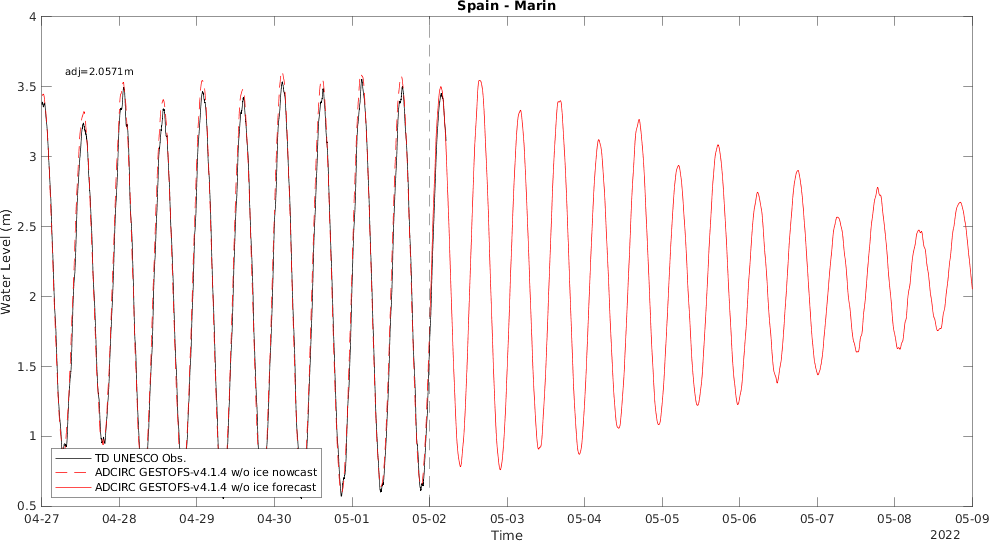 Spain - Marin
4
3.5
3
2.5
2
1.5
1
0.5
Water Level (m)
adj=2.0571m
TD UNESCO Obs.
ADCIRC GESTOFS-v4.1.4 w/o ice nowcast
ADCIRC GESTOFS-v4.1.4 w/o ice forecast
04-27 04-28 04-29 04-30 05-01 05-02 05-03 05-04 05-05 05-06 05-07 05-08 05-09
Time
2022